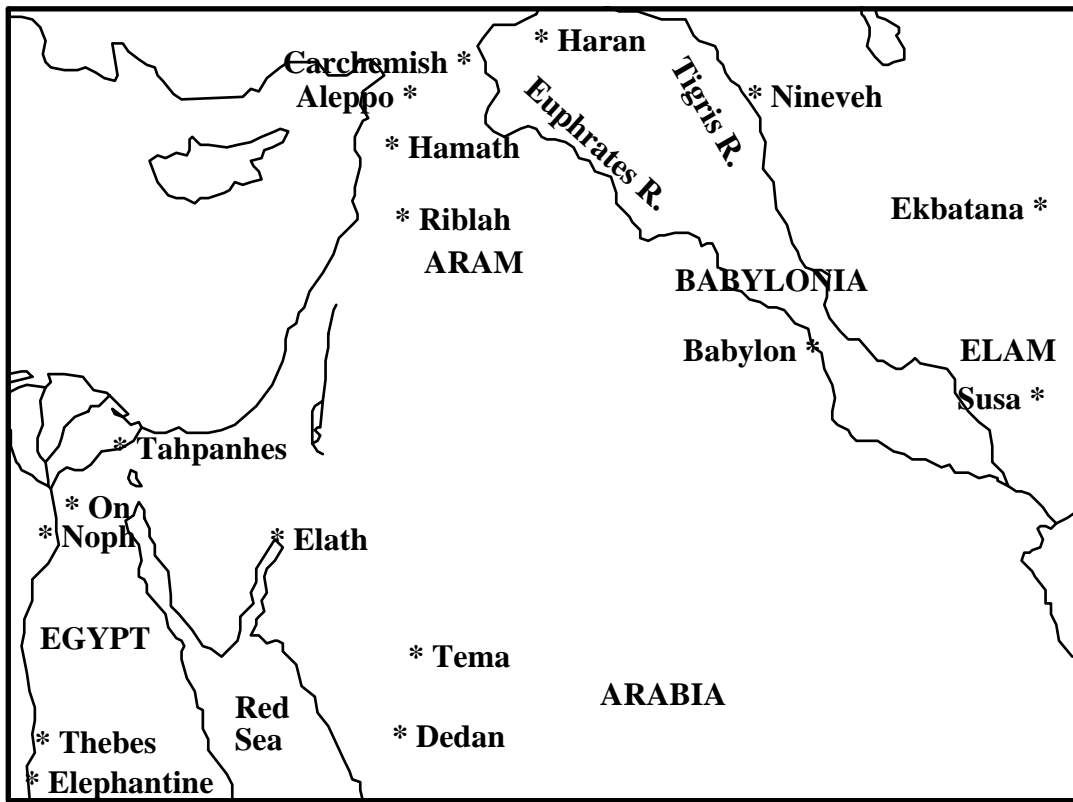 * Haran
Carchemish *
Aleppo *
Tigris R.
* Nineveh
Euphrates R.
* Hamath
Ekbatana *
* Riblah
ARAM
BABYLONIA
Babylon *
ELAM
Susa *
* Tahpanhes
* On
* Noph
* Elath
EGYPT
* Tema
ARABIA
Red
Sea
* Dedan
* Thebes
* Elephantine